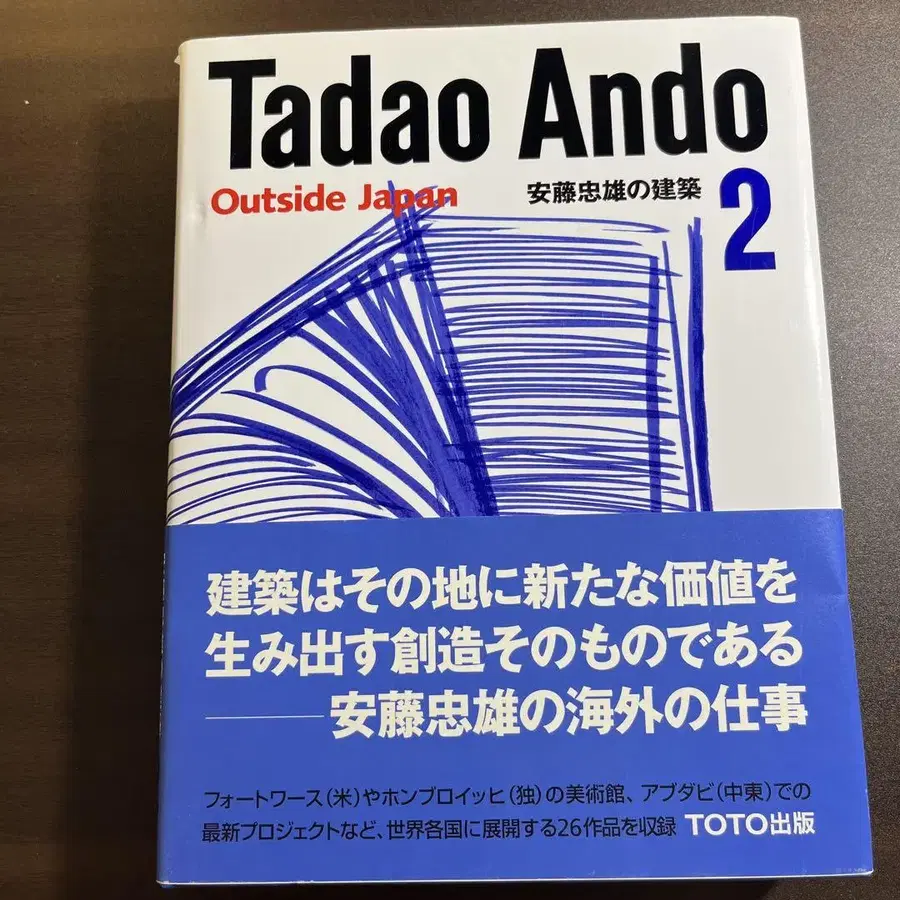 Tadao Ando
Outside Japan 安藤忠雄の建築 2
建築はその地に新たな価値を
生み出す創造そのものである
――安藤忠雄の海外の仕事
フォートワース(米)やホンブロイッヒ(独)の美術館、アブダビ(中東)での
最新プロジェクトなど、世界各国に展開する26作品を収録 TOTO出版